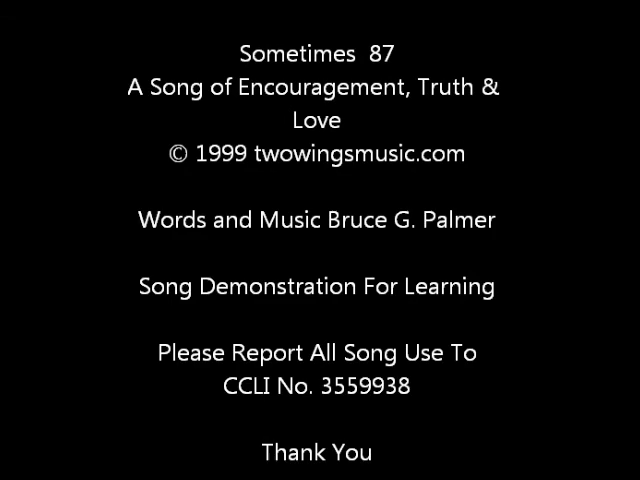 Sometimes  87
A Song of Encouragement, Truth &
Love
© 1999 twowingsmusic.com
Words and Music Bruce G. Palmer
Song Demonstration For Learning
Please Report All Song Use To
CCLI No. 3559938
Thank You